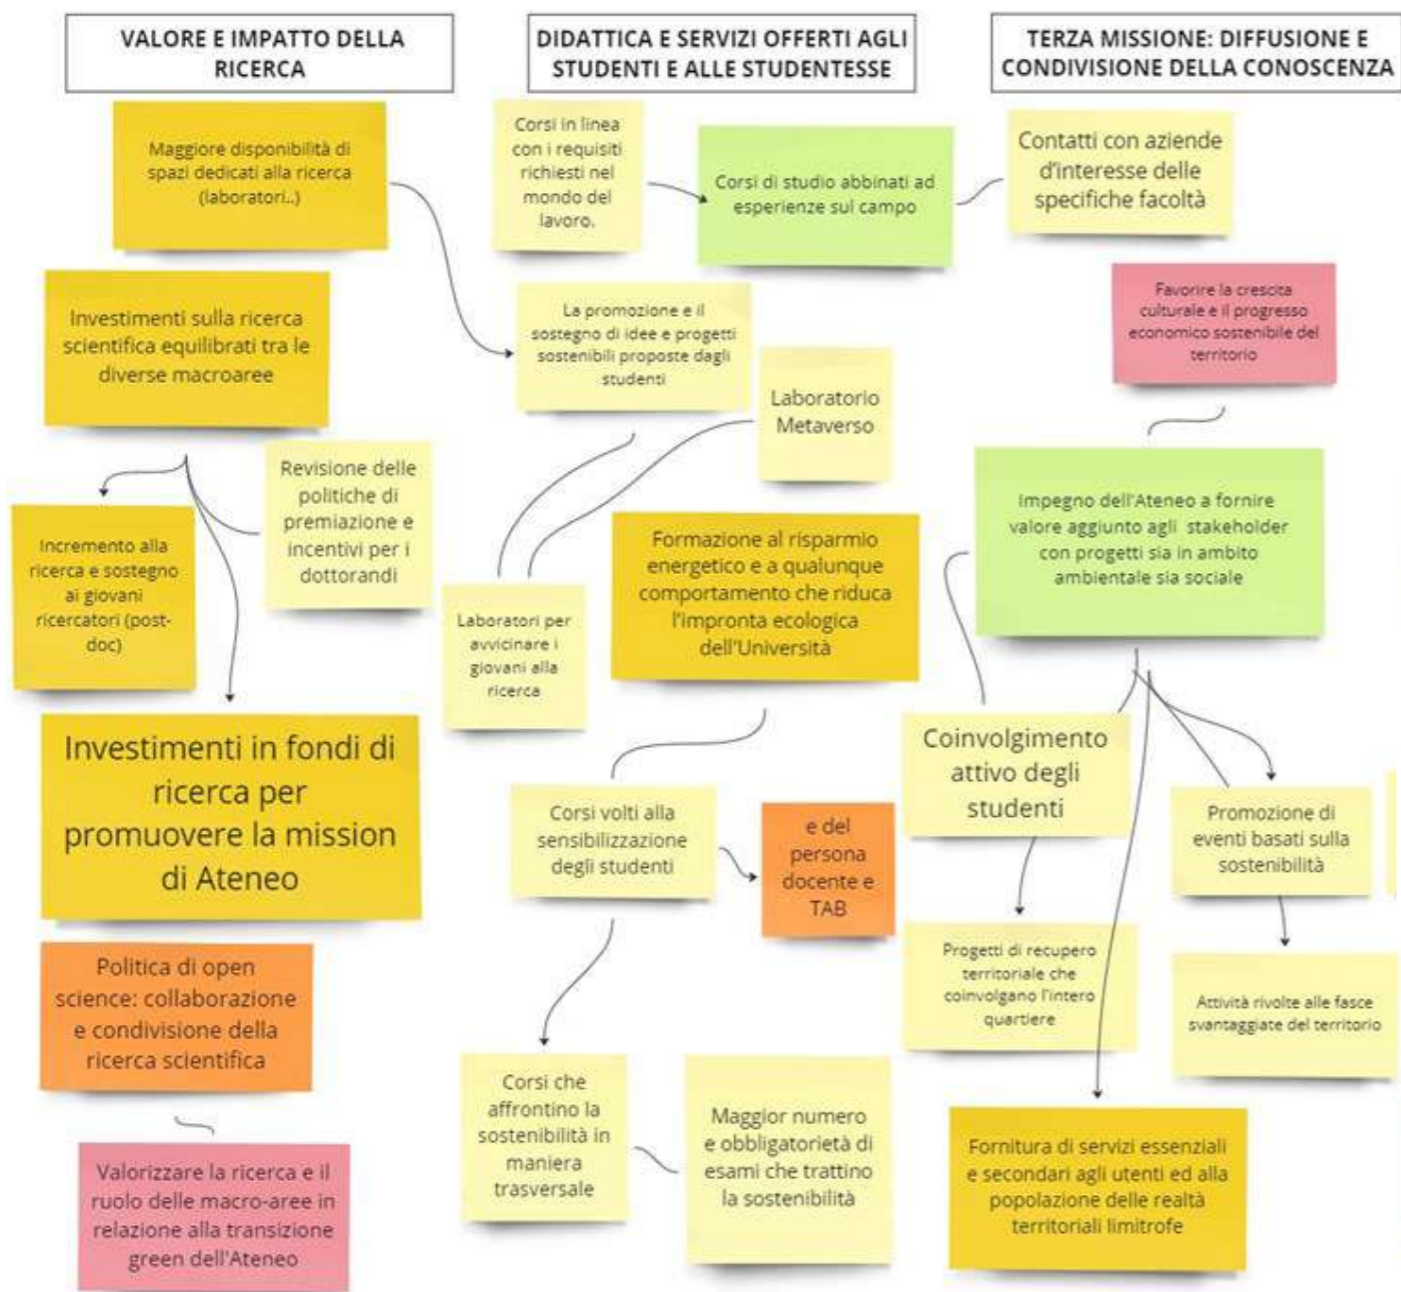 VALORE E IMPATTO DELLA
RICERCA
Maggiore disponibilità di
spazi dedicati alla ricerca
(laboratori..)
Investimenti sulla ricerca
scientifica equilibrati tra le
diverse macroaree
Revisione delle
politiche di
premiazione e
incentivi per i
dottorandi
Incremento alla
ricerca e sostegno
ai giovani
ricercatori (post-
doc)
Investimenti in fondi di
ricerca per
promuovere la mission
di Ateneo
Politica di open
science: collaborazione
e condivisione della
ricerca scientifica
Valorizzare la ricerca e il
ruolo delle macro-aree in
relazione alla transizione
green dell'Ateneo
DIDATTICA E SERVIZI OFFERTI AGLI
STUDENTI E ALLE STUDENTESSE
Corsi in linea
con i requisiti
richiesti nel
mondo del
lavoro.
Corsi di studio abbinati ad
esperienze sul campo
La promozione e il
sostegno di idee e progetti
sostenibili proposte dagli
studenti
Laboratorio
Metaverso
Formazione al risparmio
energetico e a qualunque
comportamento che riduca
l'impronta ecologica
dell'Università
Laboratori per
avvicinare i
giovani alla
ricerca
Corsi volti alla
sensibilizzazione
degli studenti
e del
persona
docente e
TAB
Corsi che
affrontino la
sostenibilità in
maniera
trasversale
Maggior numero
e obbligatorietà di
esami che trattino
la sostenibilità
TERZA MISSIONE: DIFFUSIONE E
CONDIVISIONE DELLA CONOSCENZA
Contatti con aziende
d'interesse delle
specifiche facoltà
Favorire la crescita
culturale e il progresso
economico sostenibile del
territorio
Impegno dell'Ateneo a fornire
valore aggiunto agli stakeholder
con progetti sia in ambito
ambientale sia sociale
Coinvolgimento
attivo degli
studenti
Promozione di
eventi basati sulla
sostenibilità
Progetti di recupero
territoriale che
coinvolgano l'intero
quartiere
Attività rivolte alle fasce
svantaggiate del territorio
Fornitura di servizi essenziali
e secondari agli utenti ed alla
popolazione delle realtà
territoriali limitrofe